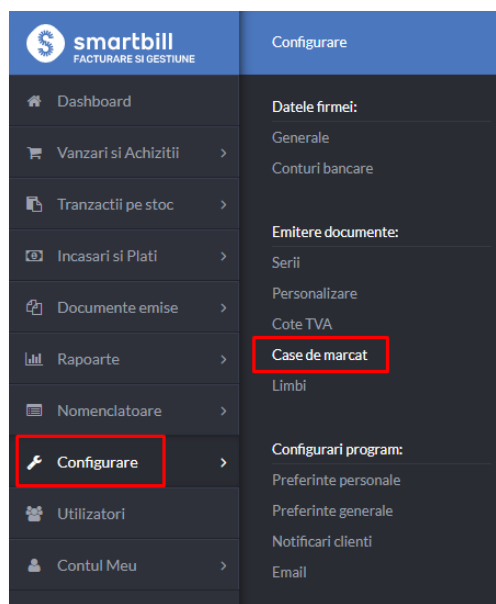 smartbill
FACTURARE SI GESTIUNE
Dashboard
Vanzari si Achizitii
Tranzactii pe stoc
Incasari si Plati
Documente emise
Rapoarte
Nomenclatoare
Configurare
Utilizatori
Contul Meu
Configurare
Datele firmei:
Generale
Conturi bancare
Emitere documente:
Serii
Personalizare
Cote TVA
Case de marcat
Limbi
Configurari program:
Preferinte personale
Preferinte generale
Notificari clienti
Email